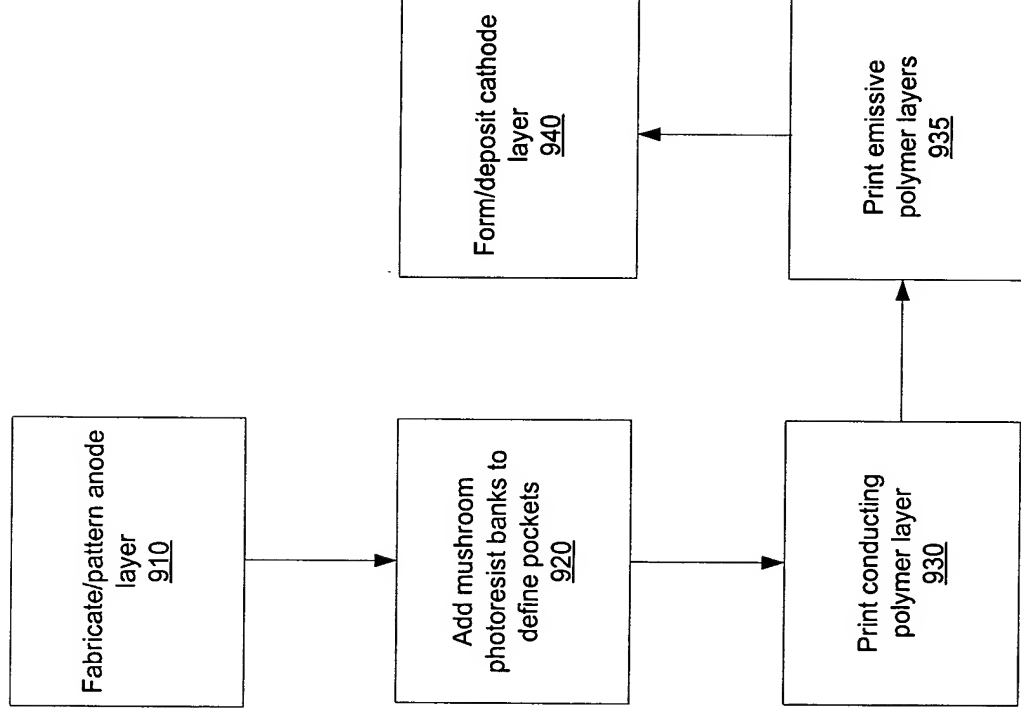 Fabricate/pattern anode
layer
910
Add mushroom
photoresist banks to
define pockets
920
Print conducting
polymer layer
930
Print emissive
polymer layers
935
Form/deposit cathode
layer
940